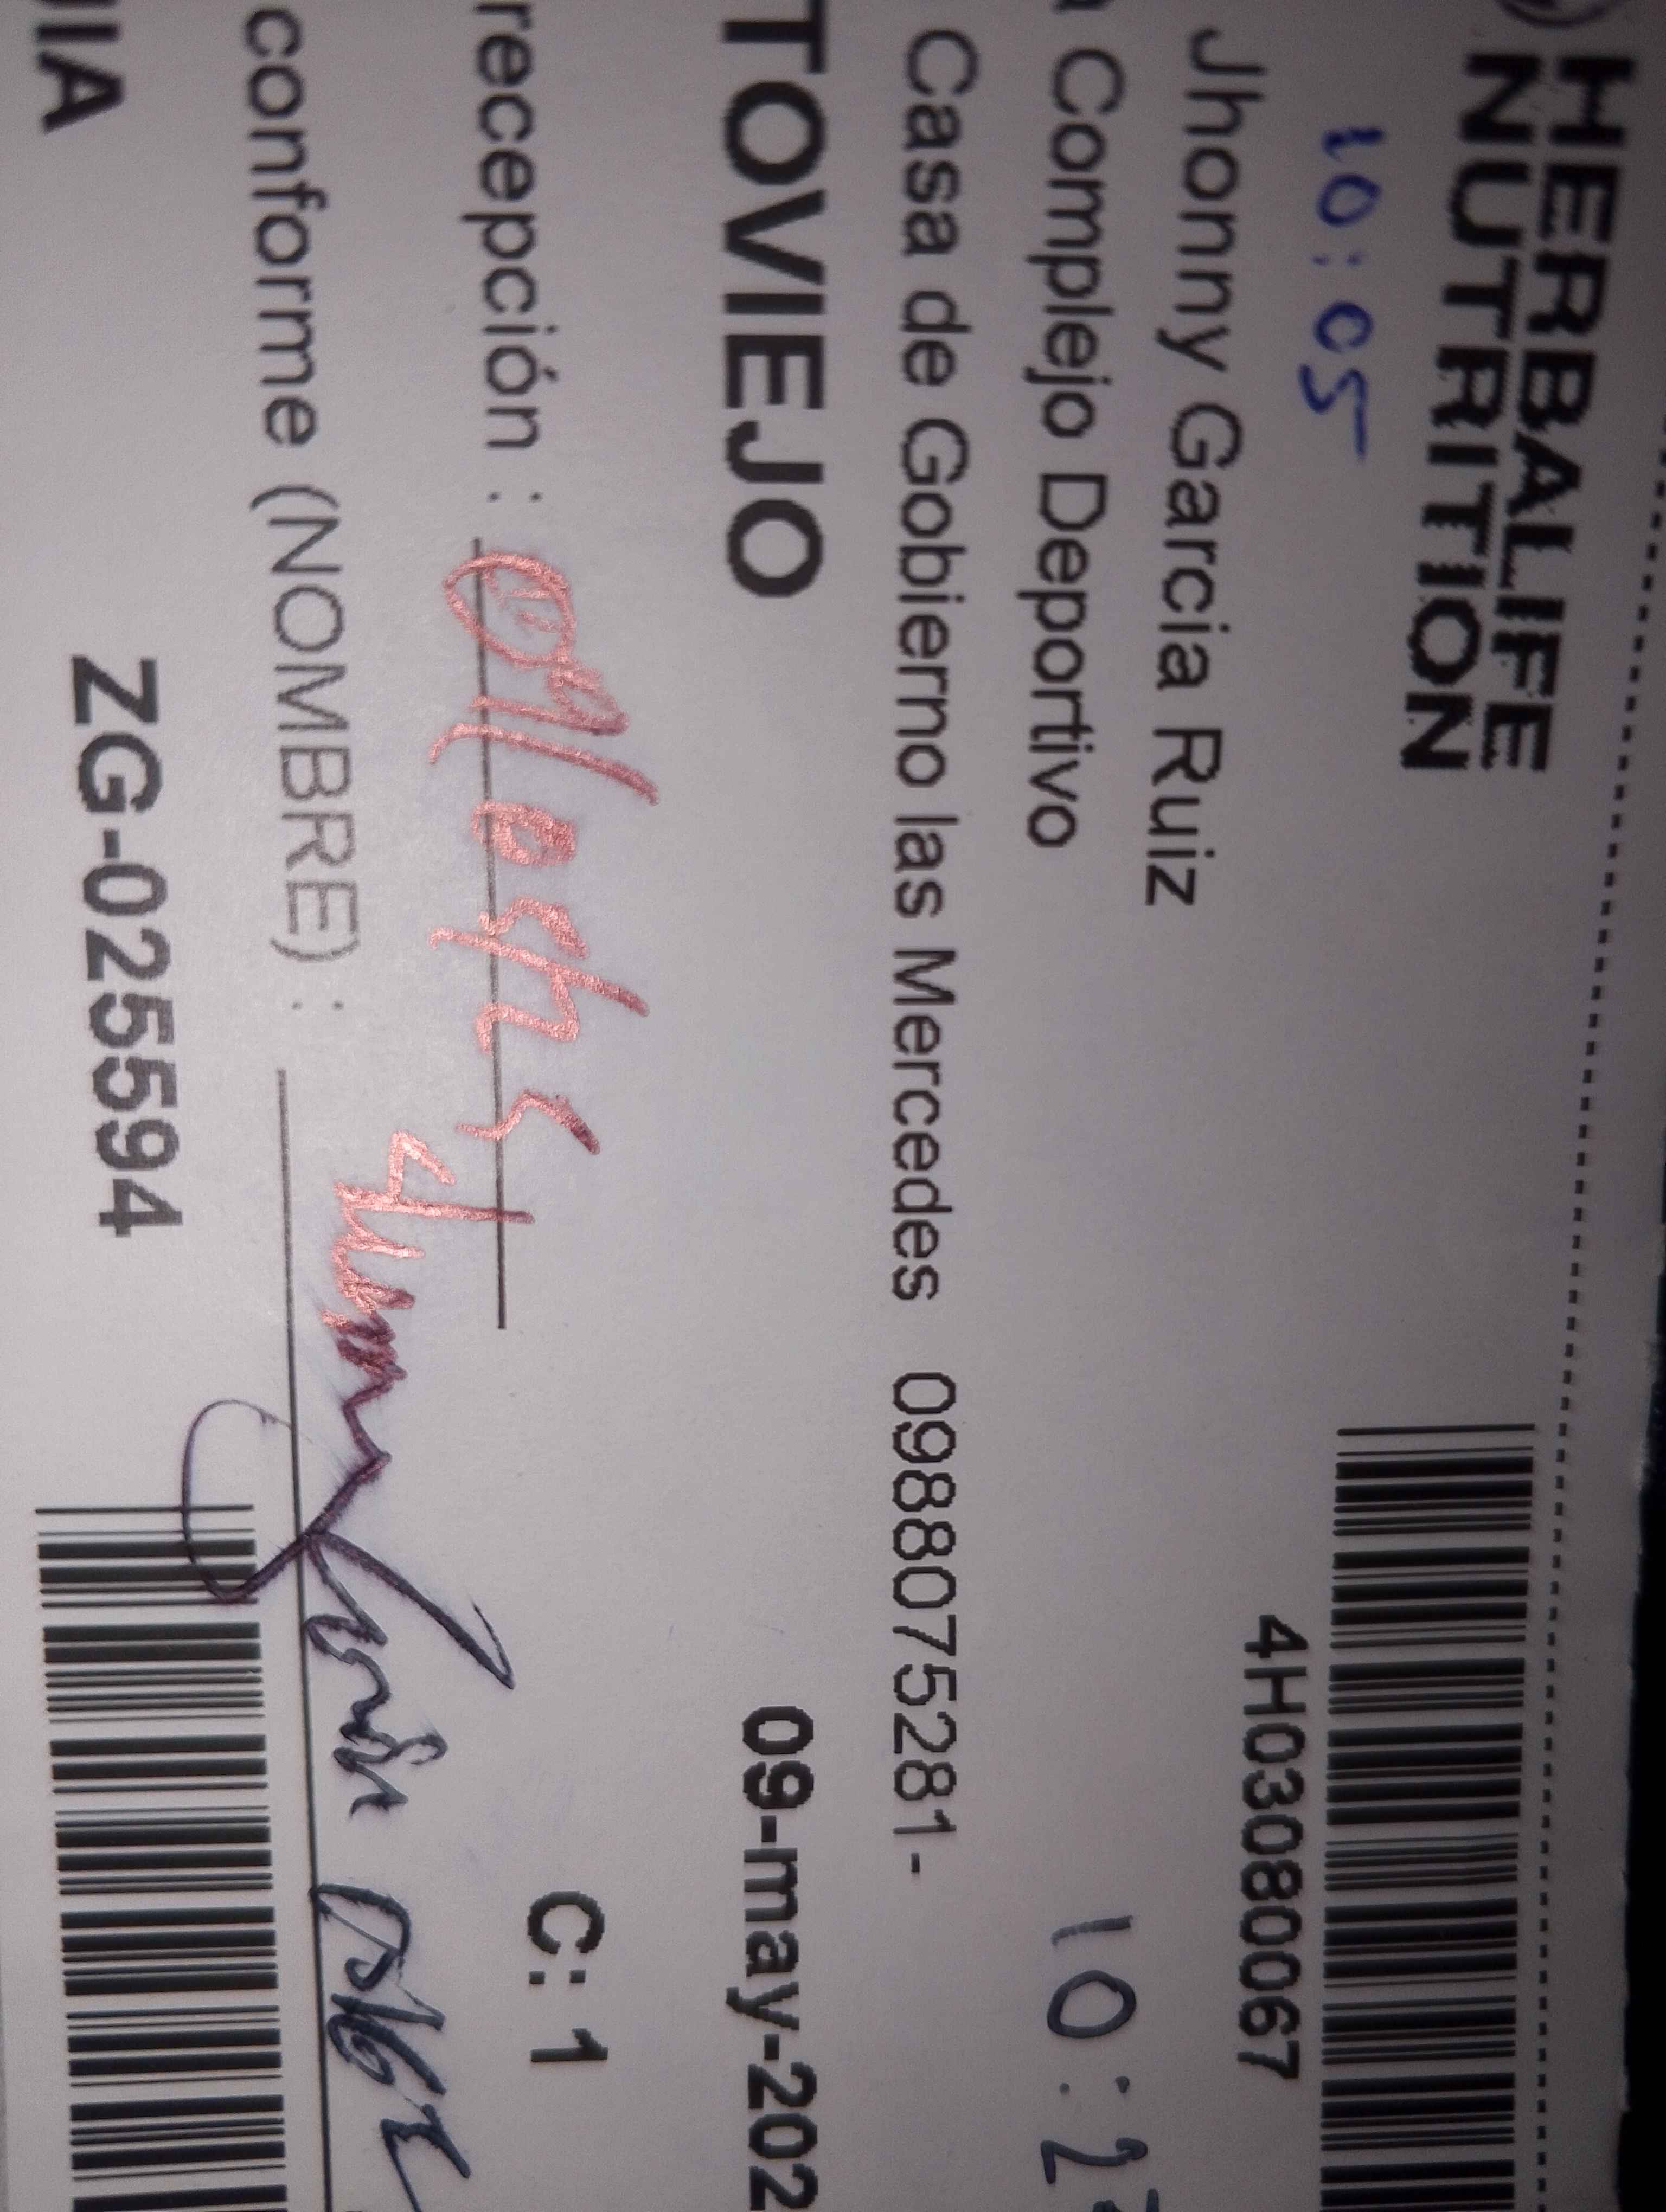 HERBALIFE
NUTRITION
10:05
4H03080067
Jhonny Garcia Ruiz
Complejo Deportivo
10:2
Casa de Gobierno las Mercedes 0988075281-
TOVIEJO
09-may-202
recepción :
C: 1
conforme (NOMBRE) :
ZG-025594